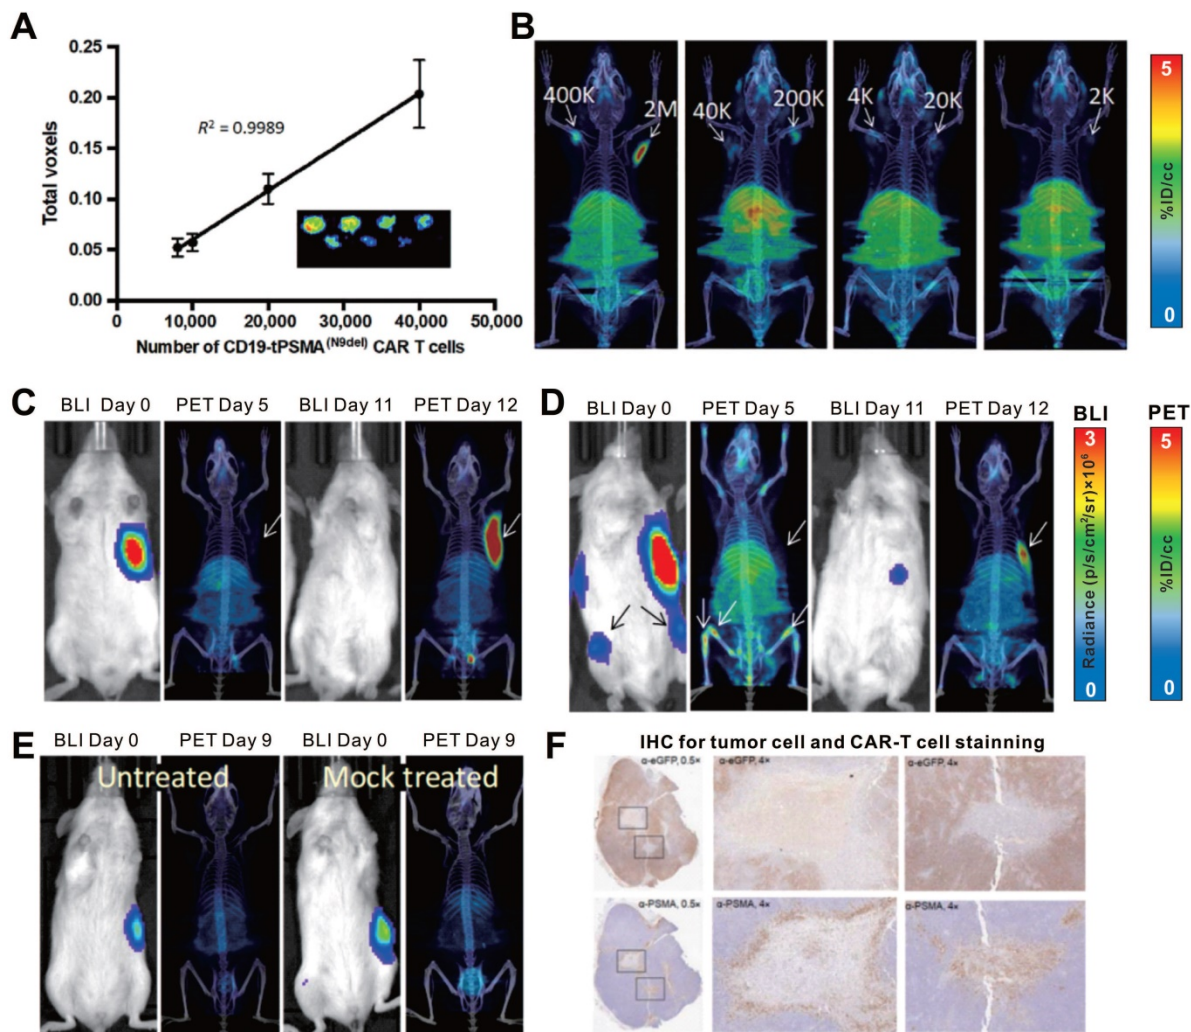 A
0.25
0.20
0.15
0.10
0.05
0.00
Total voxels
R² = 0.9989
0
10,000
20,000
30,000
40,000
50,000
Number of CD19-tPSMA(N9del) CAR T cells
B
400K
2M
40K
200K
4K
20K
2K
5
%ID/cc
0
C
BLI Day 0
PET Day 5
BLI Day 11
PET Day 12
D
BLI Day 0
PET Day 5
BLI Day 11
PET Day 12
BLI
3
Radiance (p/s/cm²/sr)×10⁶
0
PET
5
%ID/cc
0
E
BLI Day 0
PET Day 9
BLI Day 0
PET Day 9
Untreated
Mock treated
F
IHC for tumor cell and CAR-T cell stainning
α-eGFP, 0.5×
α-eGFP, 4×
α-eGFP, 4×
α-PSMA, 0.5×
α-PSMA, 4×
α-PSMA, 4×